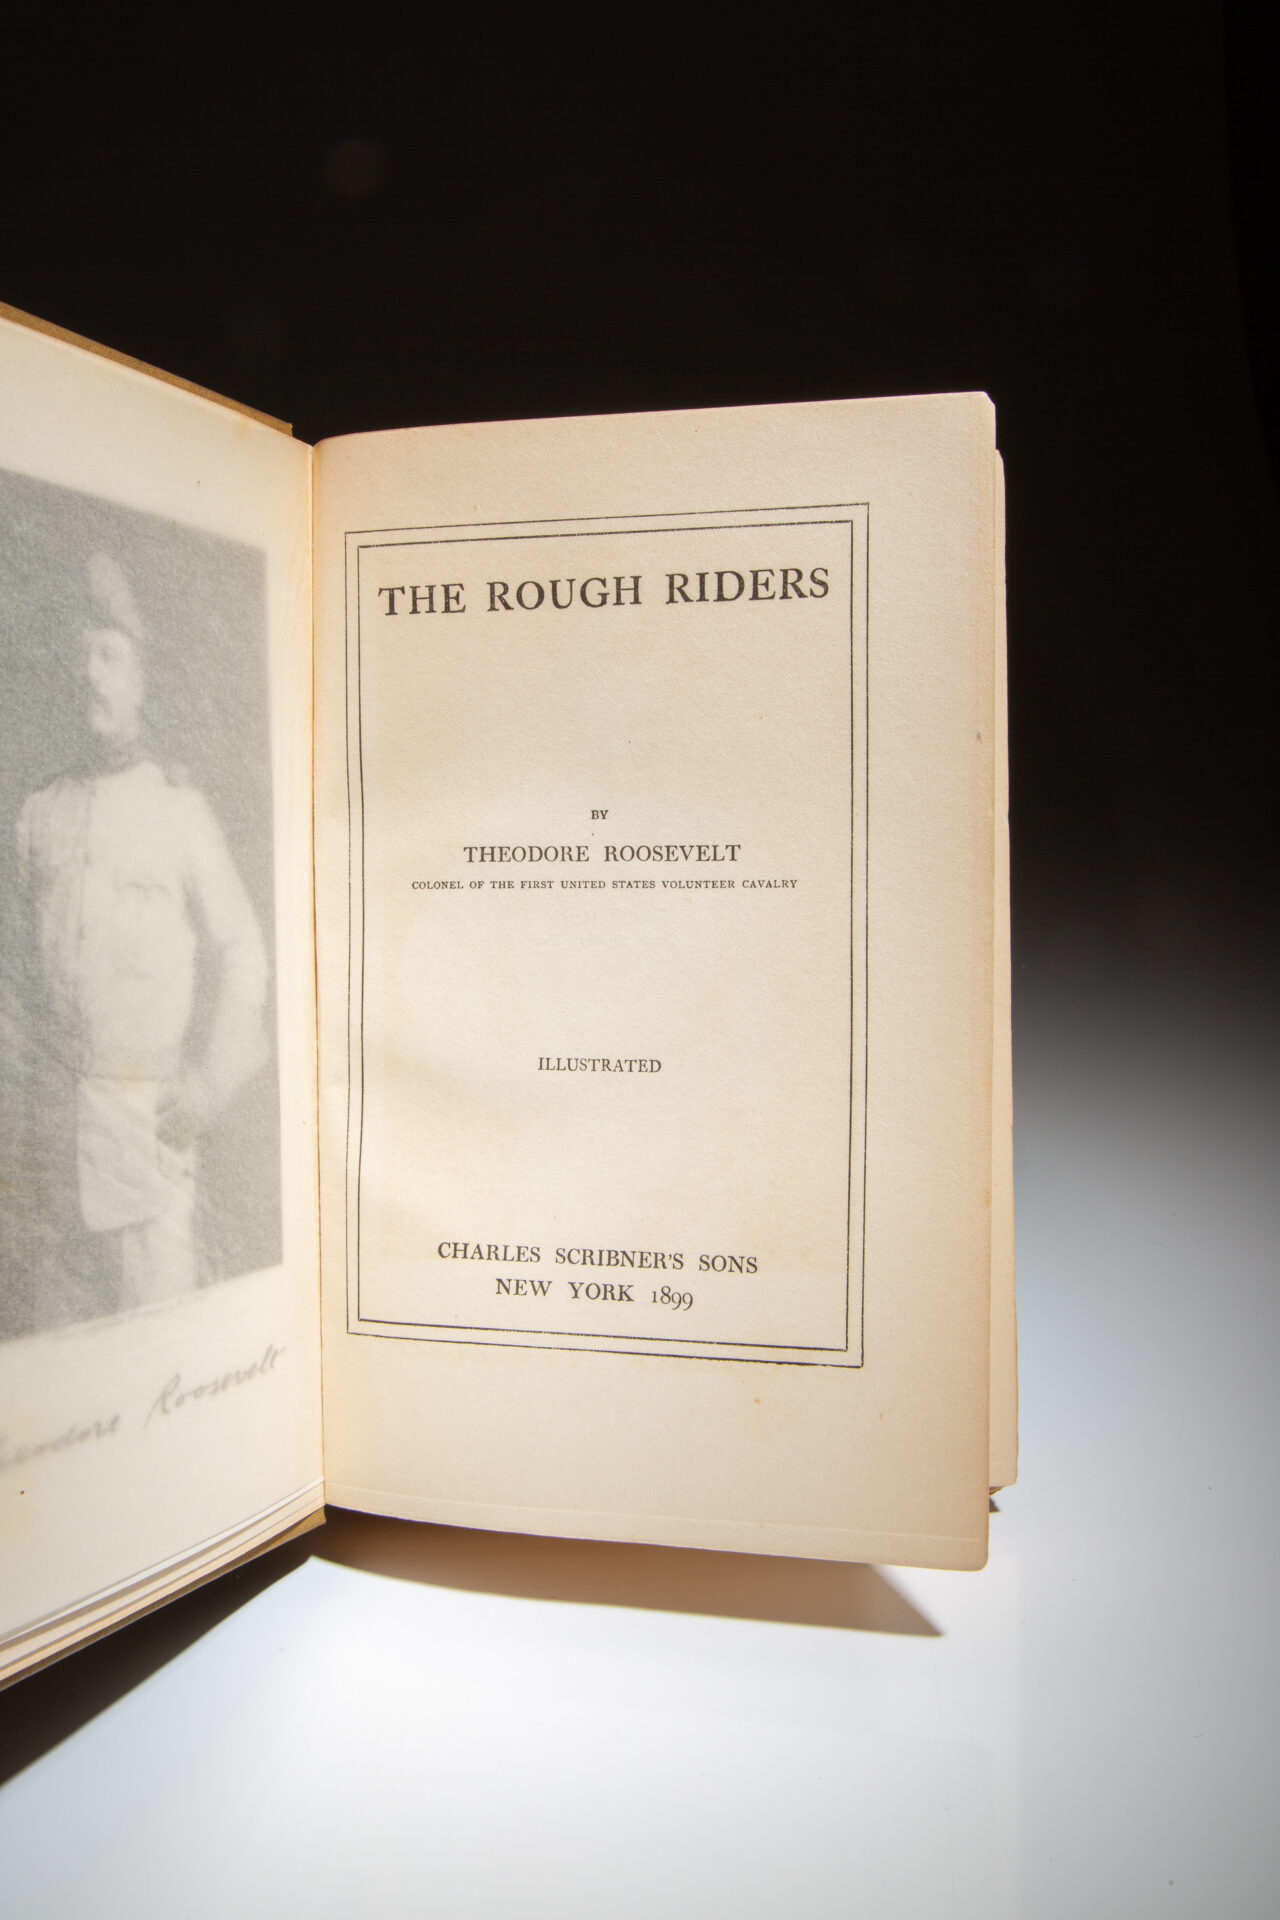 THE ROUGH RIDERS
BY
THEODORE ROOSEVELT
COLONEL OF THE FIRST UNITED STATES VOLUNTEER CAVALRY
ILLUSTRATED
CHARLES SCRIBNER'S SONS
NEW YORK 1899
Roosevelt